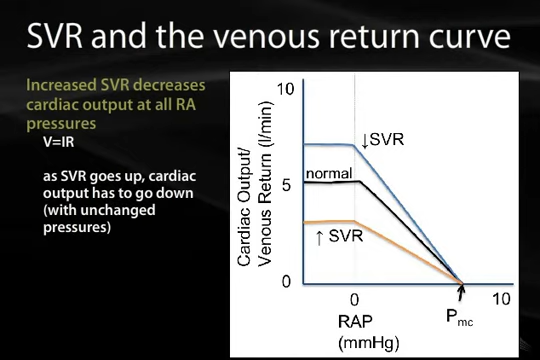 SVR and the venous return curve
Increased SVR decreases
cardiac output at all RA
pressures
V=IR
as SVR goes up, cardiac
output has to go down
(with unchanged
pressures)
Cardiac Output/
Venous Return (l/min)
10
5
0
↓SVR
normal
↑ SVR
0
10
RAP
(mmHg)
Pmc